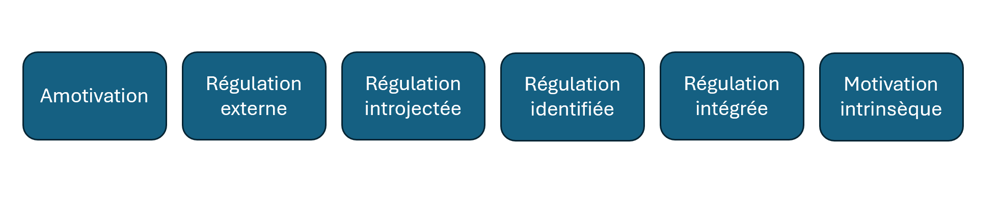 Amotivation
Régulation
externe
Régulation
introjectée
Régulation
identifiée
Régulation
intégrée
Motivation
intrinsèque